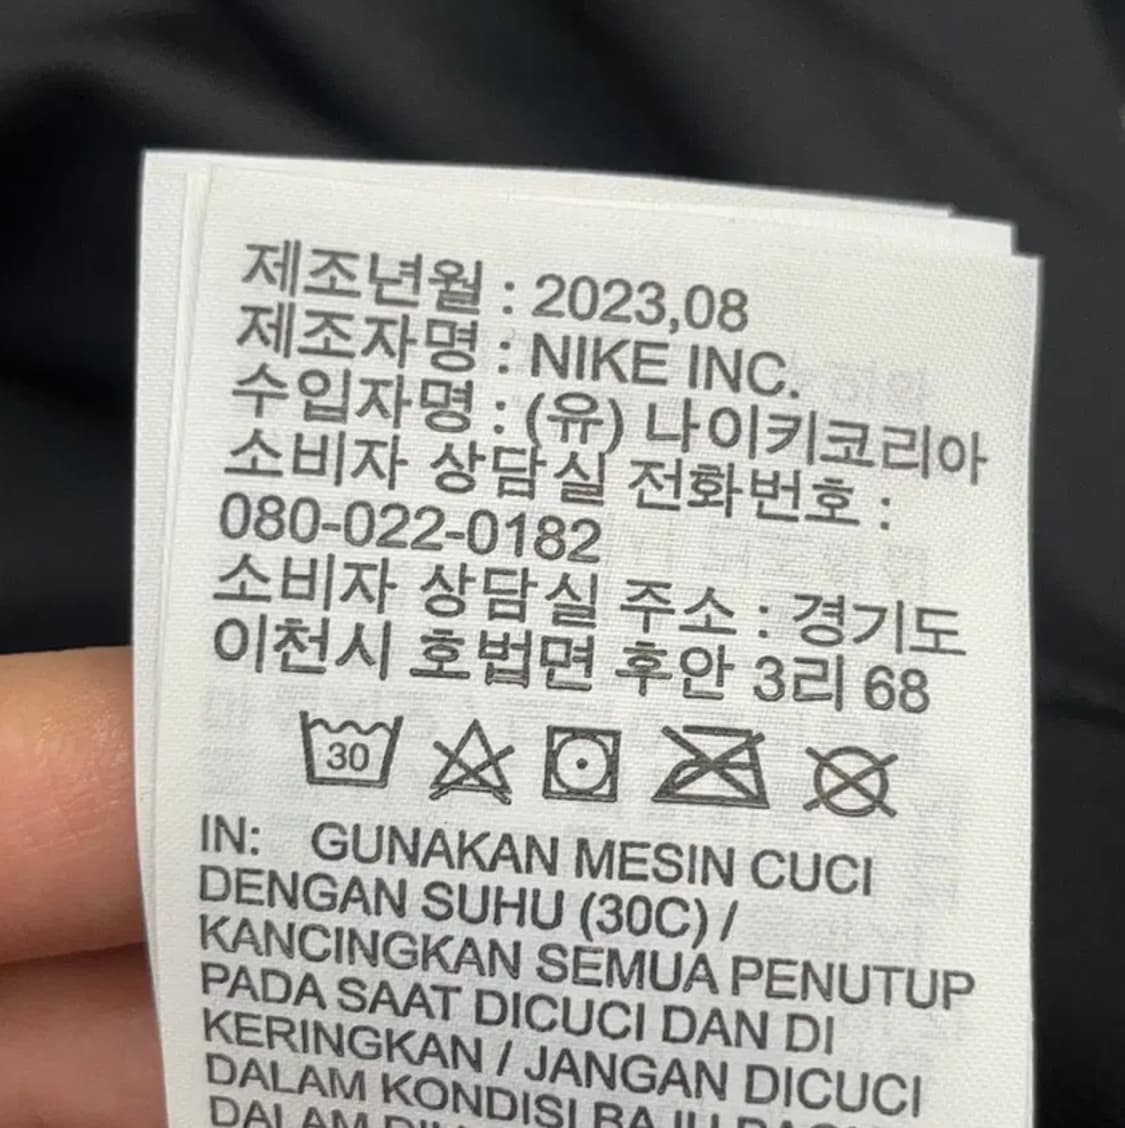 제조년월 : 2023,08
제조자명 : NIKE INC.
수입자명 : (유) 나이키코리아
소비자 상담실 전화번호 :
080-022-0182
소비자 상담실 주소 : 경기도
이천시 호법면 후안 3리 68
30
IN: GUNAKAN MESIN CUCI
DENGAN SUHU (30C) /
KANCINGKAN SEMUA PENUTUP
PADA SAAT DICUCI DAN DI
KERINGKAN / JANGAN DICUCI
DALAM KONDISI BAJU
DALAM